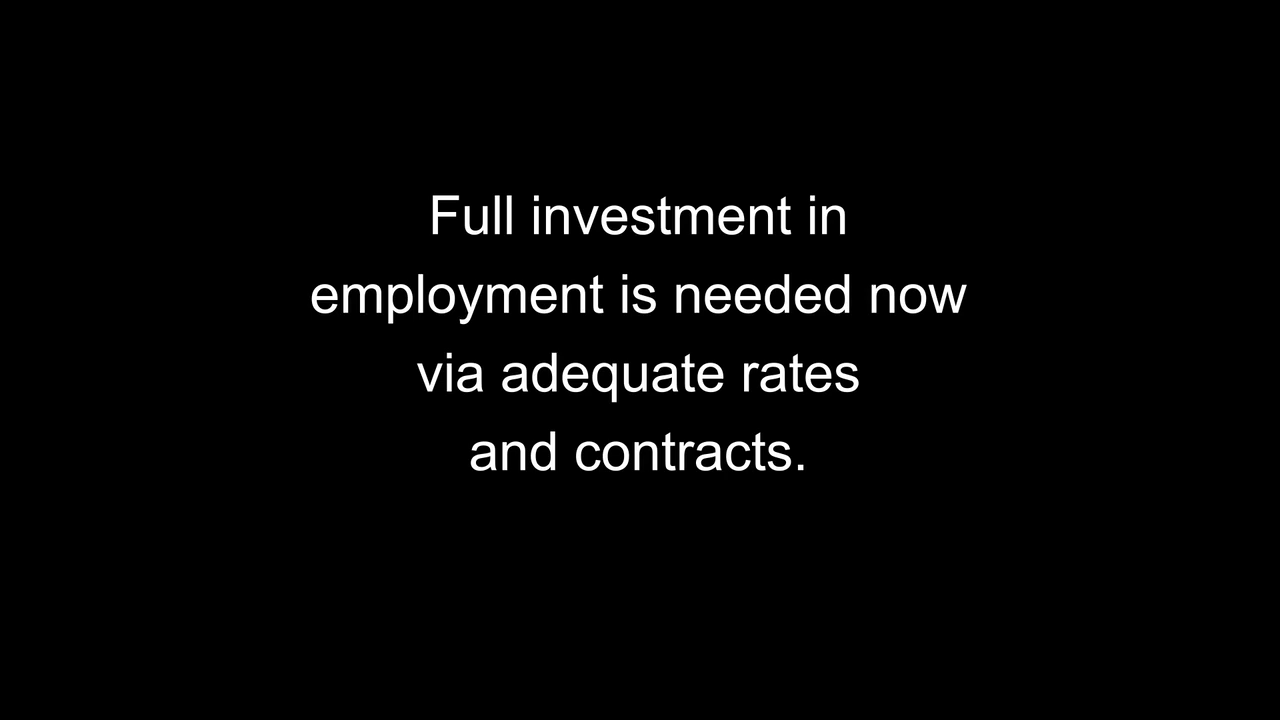 Full investment in
employment is needed now
via adequate rates
and contracts.